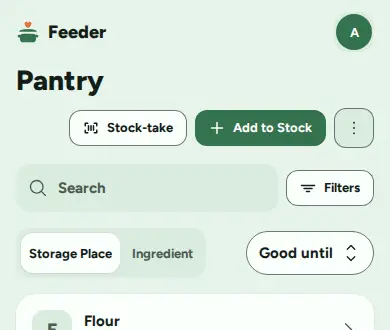 Feeder
A
Pantry
Stock-take
Add to Stock
Search
Filters
Storage Place
Ingredient
Good until
Flour
F